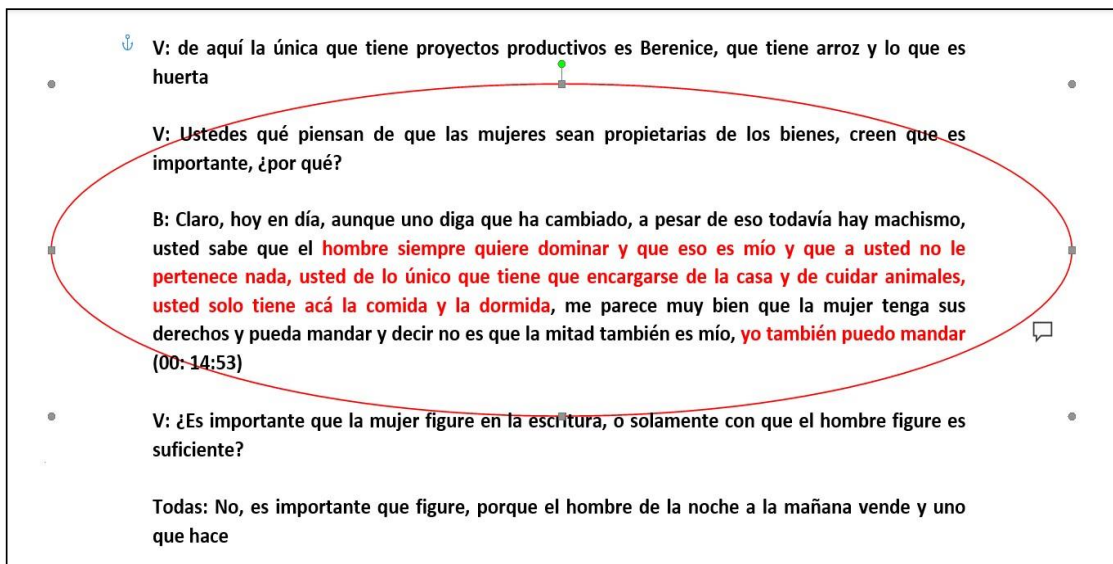 V: de aquí la única que tiene proyectos productivos es Berenice, que tiene arroz y lo que es
huerta
V: Ustedes qué piensan de que las mujeres sean propietarias de los bienes, creen que es
importante, ¿por qué?
B: Claro, hoy en día, aunque uno diga que ha cambiado, a pesar de eso todavía hay machismo,
usted sabe que el hombre siempre quiere dominar y que eso es mío y que a usted no le
pertenece nada, usted de lo único que tiene que encargarse de la casa y de cuidar animales,
usted solo tiene acá la comida y la dormida, me parece muy bien que la mujer tenga sus
derechos y pueda mandar y decir no es que la mitad también es mío, yo también puedo mandar
(00: 14:53)
V: ¿Es importante que la mujer figure en la escritura, o solamente con que el hombre figure es
suficiente?
Todas: No, es importante que figure, porque el hombre de la noche a la mañana vende y uno
que hace